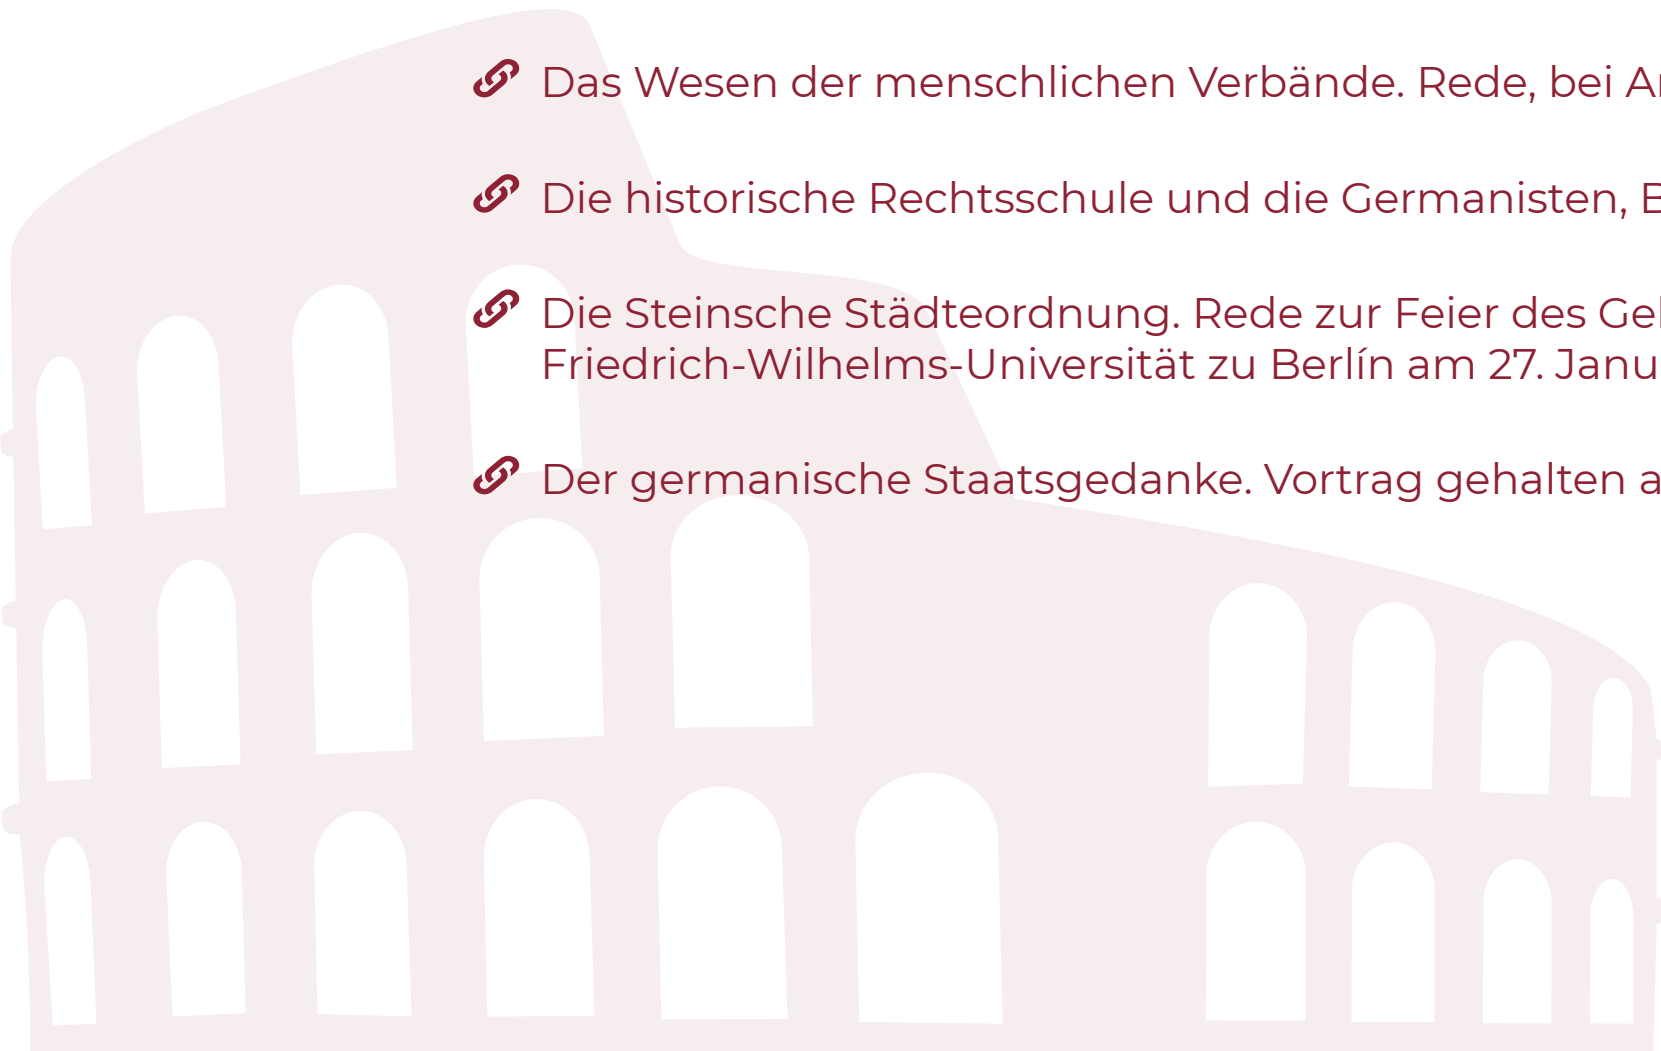 Das Wesen der menschlichen Verbände. Rede, bei
Die historische Rechtsschule und die Germanisten,
Die Steinsche Städteordnung. Rede zur Feier des
Friedrich-Wilhelms-Universität zu Berlín am 27.
Der germanische Staatsgedanke. Vortrag gehalten